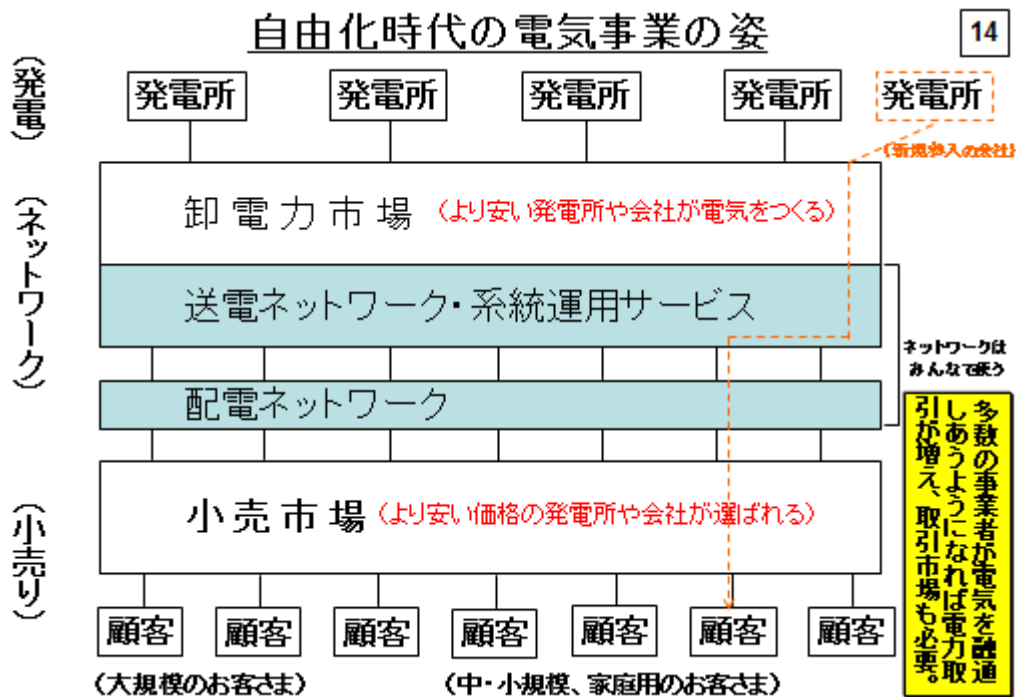 自由化時代の電気事業の姿
14
(発電)
発電所
発電所
発電所
発電所
発電所
(新規参入の会社)
(ネットワーク)
卸電力市場 (より安い発電所や会社が電気をつくる)
送電ネットワーク・系統運用サービス
配電ネットワーク
ネットワークは
みんなで使う
(小売り)
小売市場 (より安い価格の発電所や会社が選ばれる)
多数の事業者が電気を融通
しあうようになれば電力取
引が増え、取引市場も必要。
顧客
顧客
顧客
顧客
顧客
顧客
顧客
(大規模のお客さま)
(中・小規模、家庭用のお客さま)